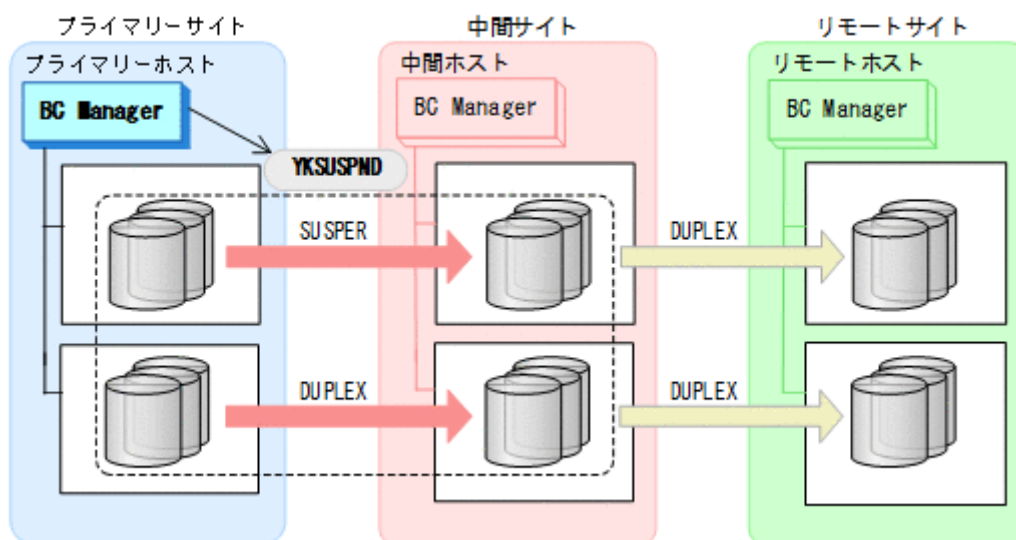 プライマリーサイト
中間サイト
リモートサイト
プライマリーホスト
中間ホスト
リモートホスト
BC Manager
BC Manager
BC Manager
YKSUSPND
SUSPER
DUPLEX
DUPLEX
DUPLEX